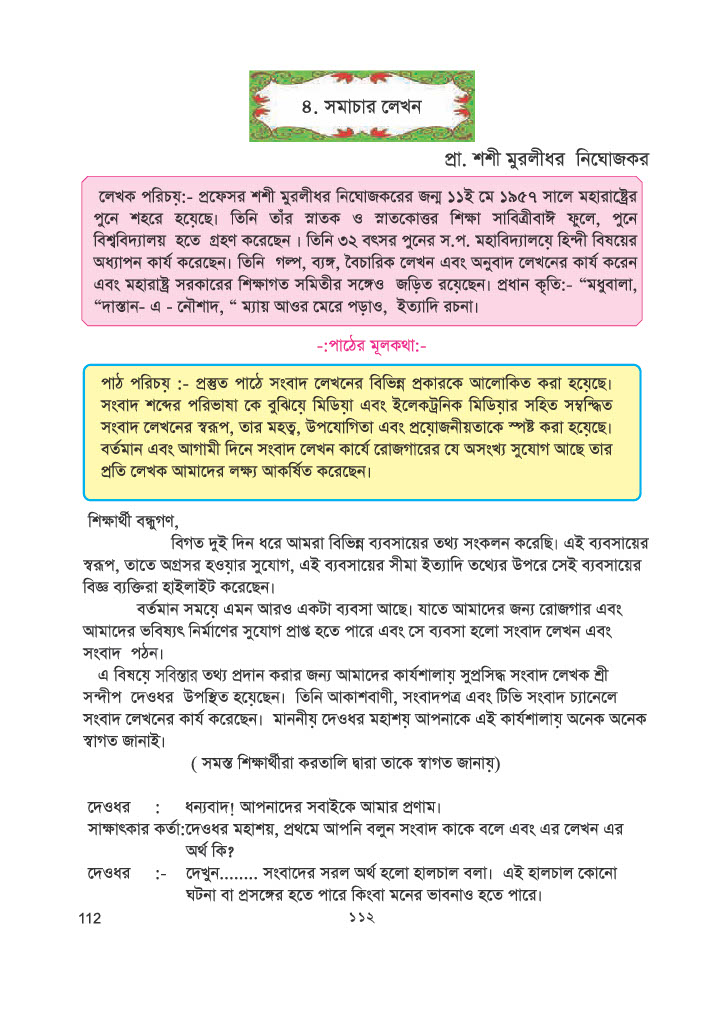 ৪. সমাচার লেখন
প্রা. শশী মুরলীধর নিঘোজকর
লেখক পরিচয়:- প্রফেসর শশী মুরলীধর নিঘোজকরের জন্ম ১১ই মে ১৯৫৭ সালে মহারাষ্ট্রের
পুনে শহরে হয়েছে। তিনি তাঁর স্নাতক ও স্নাতকোত্তর শিক্ষা সাবিত্রীবাঈ ফুলে, পুনে
বিশ্ববিদ্যালয় হতে গ্রহণ করেছেন । তিনি ৩২ বৎসর পুনের স.প. মহাবিদ্যালয়ে হিন্দী বিষয়ের
অধ্যাপন কার্য করেছেন। তিনি গল্প, ব্যঙ্গ, বৈচারিক লেখন এবং অনুবাদ লেখনের কার্য করেন
এবং মহারাষ্ট্র সরকারের শিক্ষাগত সমিতীর সঙ্গেও জড়িত রয়েছেন। প্রধান কৃতি:- “মধুবালা,
“দাস্তান- এ - নৌশাদ, “ ম্যায় আওর মেরে পড়াও, ইত্যাদি রচনা।
-:পাঠের মূলকথা:-
পাঠ পরিচয় :- প্রস্তুত পাঠে সংবাদ লেখনের বিভিন্ন প্রকারকে আলোকিত করা হয়েছে।
সংবাদ শব্দের পরিভাষা কে বুঝিয়ে মিডিয়া এবং ইলেকট্রনিক মিডিয়ার সহিত সম্বন্দ্ধিত
সংবাদ লেখনের স্বরূপ, তার মহত্ব, উপযোগিতা এবং প্রয়োজনীয়তাকে স্পষ্ট করা হয়েছে।
বর্তমান এবং আগামী দিনে সংবাদ লেখন কার্যে রোজগারের যে অসংখ্য সুযোগ আছে তার
প্রতি লেখক আমাদের লক্ষ্য আকর্ষিত করেছেন।
শিক্ষার্থী বন্ধুগণ,
বিগত দুই দিন ধরে আমরা বিভিন্ন ব্যবসায়ের তথ্য সংকলন করেছি। এই ব্যবসায়ের
স্বরূপ, তাতে অগ্রসর হওয়ার সুযোগ, এই ব্যবসায়ের সীমা ইত্যাদি তথ্যের উপরে সেই ব্যবসায়ের
বিজ্ঞ ব্যক্তিরা হাইলাইট করেছেন।
বর্তমান সময়ে এমন আরও একটা ব্যবসা আছে। যাতে আমাদের জন্য রোজগার এবং
আমাদের ভবিষ্যৎ নির্মাণের সুযোগ প্রাপ্ত হতে পারে এবং সে ব্যবসা হলো সংবাদ লেখন এবং
সংবাদ পঠন।
এ বিষয়ে সবিস্তার তথ্য প্রদান করার জন্য আমাদের কার্যশালায় সুপ্রসিদ্ধ সংবাদ লেখক শ্রী
সন্দীপ দেওধর উপস্থিত হয়েছেন। তিনি আকাশবাণী, সংবাদপত্র এবং টিভি সংবাদ চ্যানেলে
সংবাদ লেখনের কার্য করেছেন। মাননীয় দেওধর মহাশয় আপনাকে এই কার্যশালায় অনেক অনেক
স্বাগত জানাই।
( সমস্ত শিক্ষার্থীরা করতালি দ্বারা তাকে স্বাগত জানায়)
দেওধর : ধন্যবাদ! আপনাদের সবাইকে আমার প্রণাম।
সাক্ষাৎকার কর্তা:দেওধর মহাশয়, প্রথমে আপনি বলুন সংবাদ কাকে বলে এবং এর লেখন এর
অর্থ কি?
দেওধর :- দেখুন........ সংবাদের সরল অর্থ হলো হালচাল বলা। এই হালচাল কোনো
ঘটনা বা প্রসঙ্গের হতে পারে কিংবা মনের ভাবনাও হতে পারে।
112 ১১২